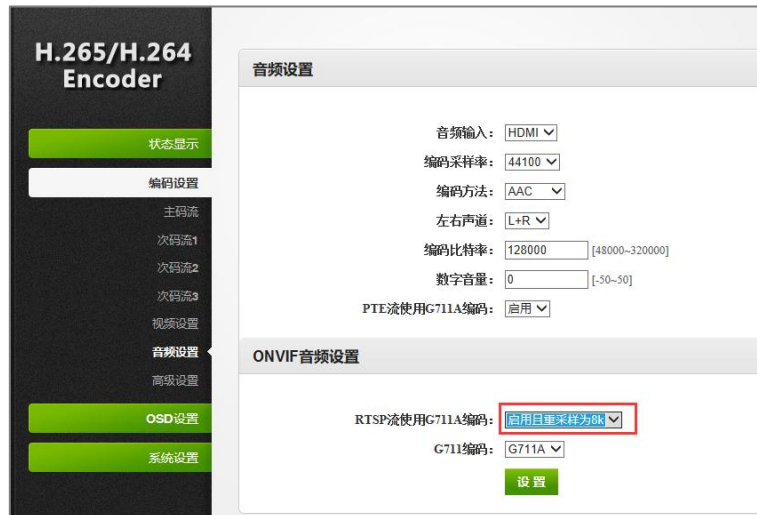 H.265/H.264
Encoder
状态显示
编码设置
主码流
次码流1
次码流2
次码流3
视频设置
音频设置
高级设置
OSD设置
系统设置
音频设置
音频输入： HDMI
编码采样率： 44100
编码方法： AAC
左右声道： L+R
编码比特率： 128000 [48000~320000]
数字音量： 0 [-50~50]
PTE流使用G711A编码： 启用
ONVIF音频设置
RTSP流使用G711A编码： 启用且重采样为8k
G711编码： G711A
设 置